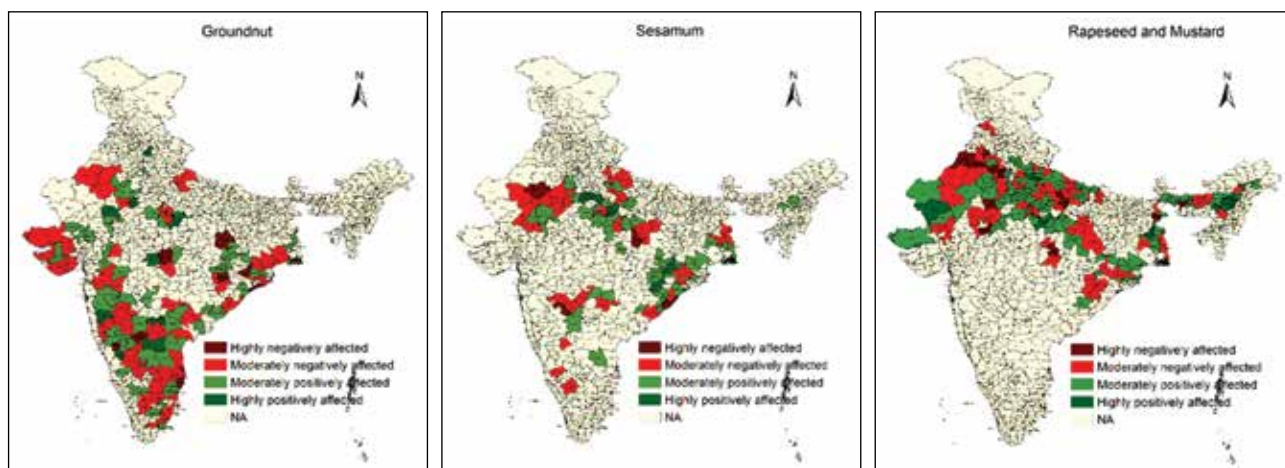 Groundnut
N
Highly negatively affected
Moderately negatively affected
Moderately positively affected
Highly positively affected
NA
Sesamum
N
Highly negatively affected
Moderately negatively affected
Moderately positively affected
Highly positively affected
NA
Rapeseed and Mustard
N
Highly negatively affected
Moderately negatively affected
Moderately positively affected
Highly positively affected
NA